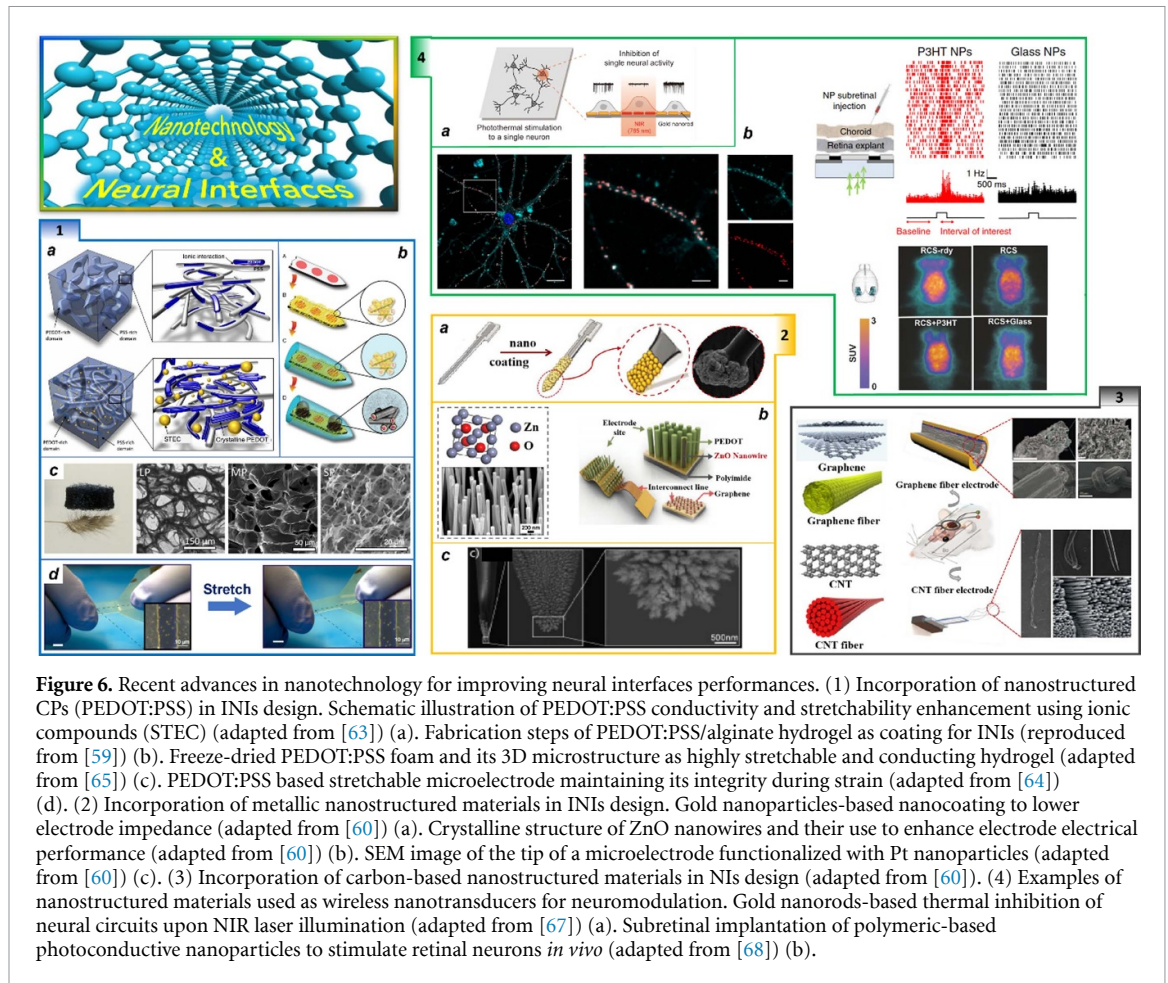 Nanotechnology
&
Neural Interfaces
1
a
Ionic interaction
PEDOT
PSS
PEDOT-rich
domain
PSS-rich
domain
PEDOT-rich
domain
PSS-rich
domain
STEC
Crystalline PEDOT
b
A
B
C
D
c
LP
150 µm
MP
50 µm
SP
20 µm
d
Stretch
10 µm
10 µm
4
a
Inhibition of
single neural activity
Photothermal stimulation
to a single neuron
NIR
(785 nm)
Gold nanorod
b
NP subretinal
injection
Choroid
Retina explant
P3HT NPs
Glass NPs
1 Hz
500 ms
Baseline
Interval of interest
RCS-rdy
RCS
RCS+P3HT
RCS+Glass
3
SUV
0
2
a
nano
coating
b
Zn
O
200 nm
Electrode
site
PEDOT
ZnO Nanowire
Polyimide
Interconnect line
Graphene
c
c)
500nm
3
Graphene
Graphene fiber
CNT
CNT fiber
Graphene fiber electrode
CNT fiber electrode
Figure 6. Recent advances in nanotechnology for improving neural interfaces performances. (1) Incorporation of nanostructured
CPs (PEDOT:PSS) in INIs design. Schematic illustration of PEDOT:PSS conductivity and stretchability enhancement using ionic
compounds (STEC) (adapted from [63]) (a). Fabrication steps of PEDOT:PSS/alginate hydrogel as coating for INIs (reproduced
from [59]) (b). Freeze-dried PEDOT:PSS foam and its 3D microstructure as highly stretchable and conducting hydrogel (adapted
from [65]) (c). PEDOT:PSS based stretchable microelectrode maintaining its integrity during strain (adapted from [64])
(d). (2) Incorporation of metallic nanostructured materials in INIs design. Gold nanoparticles-based nanocoating to lower
electrode impedance (adapted from [60]) (a). Crystalline structure of ZnO nanowires and their use to enhance electrode electrical
performance (adapted from [60]) (b). SEM image of the tip of a microelectrode functionalized with Pt nanoparticles (adapted
from [60]) (c). (3) Incorporation of carbon-based nanostructured materials in NIs design (adapted from [60]). (4) Examples of
nanostructured materials used as wireless nanotransducers for neuromodulation. Gold nanorods-based thermal inhibition of
neural circuits upon NIR laser illumination (adapted from [67]) (a). Subretinal implantation of polymeric-based
photoconductive nanoparticles to stimulate retinal neurons in vivo (adapted from [68]) (b).